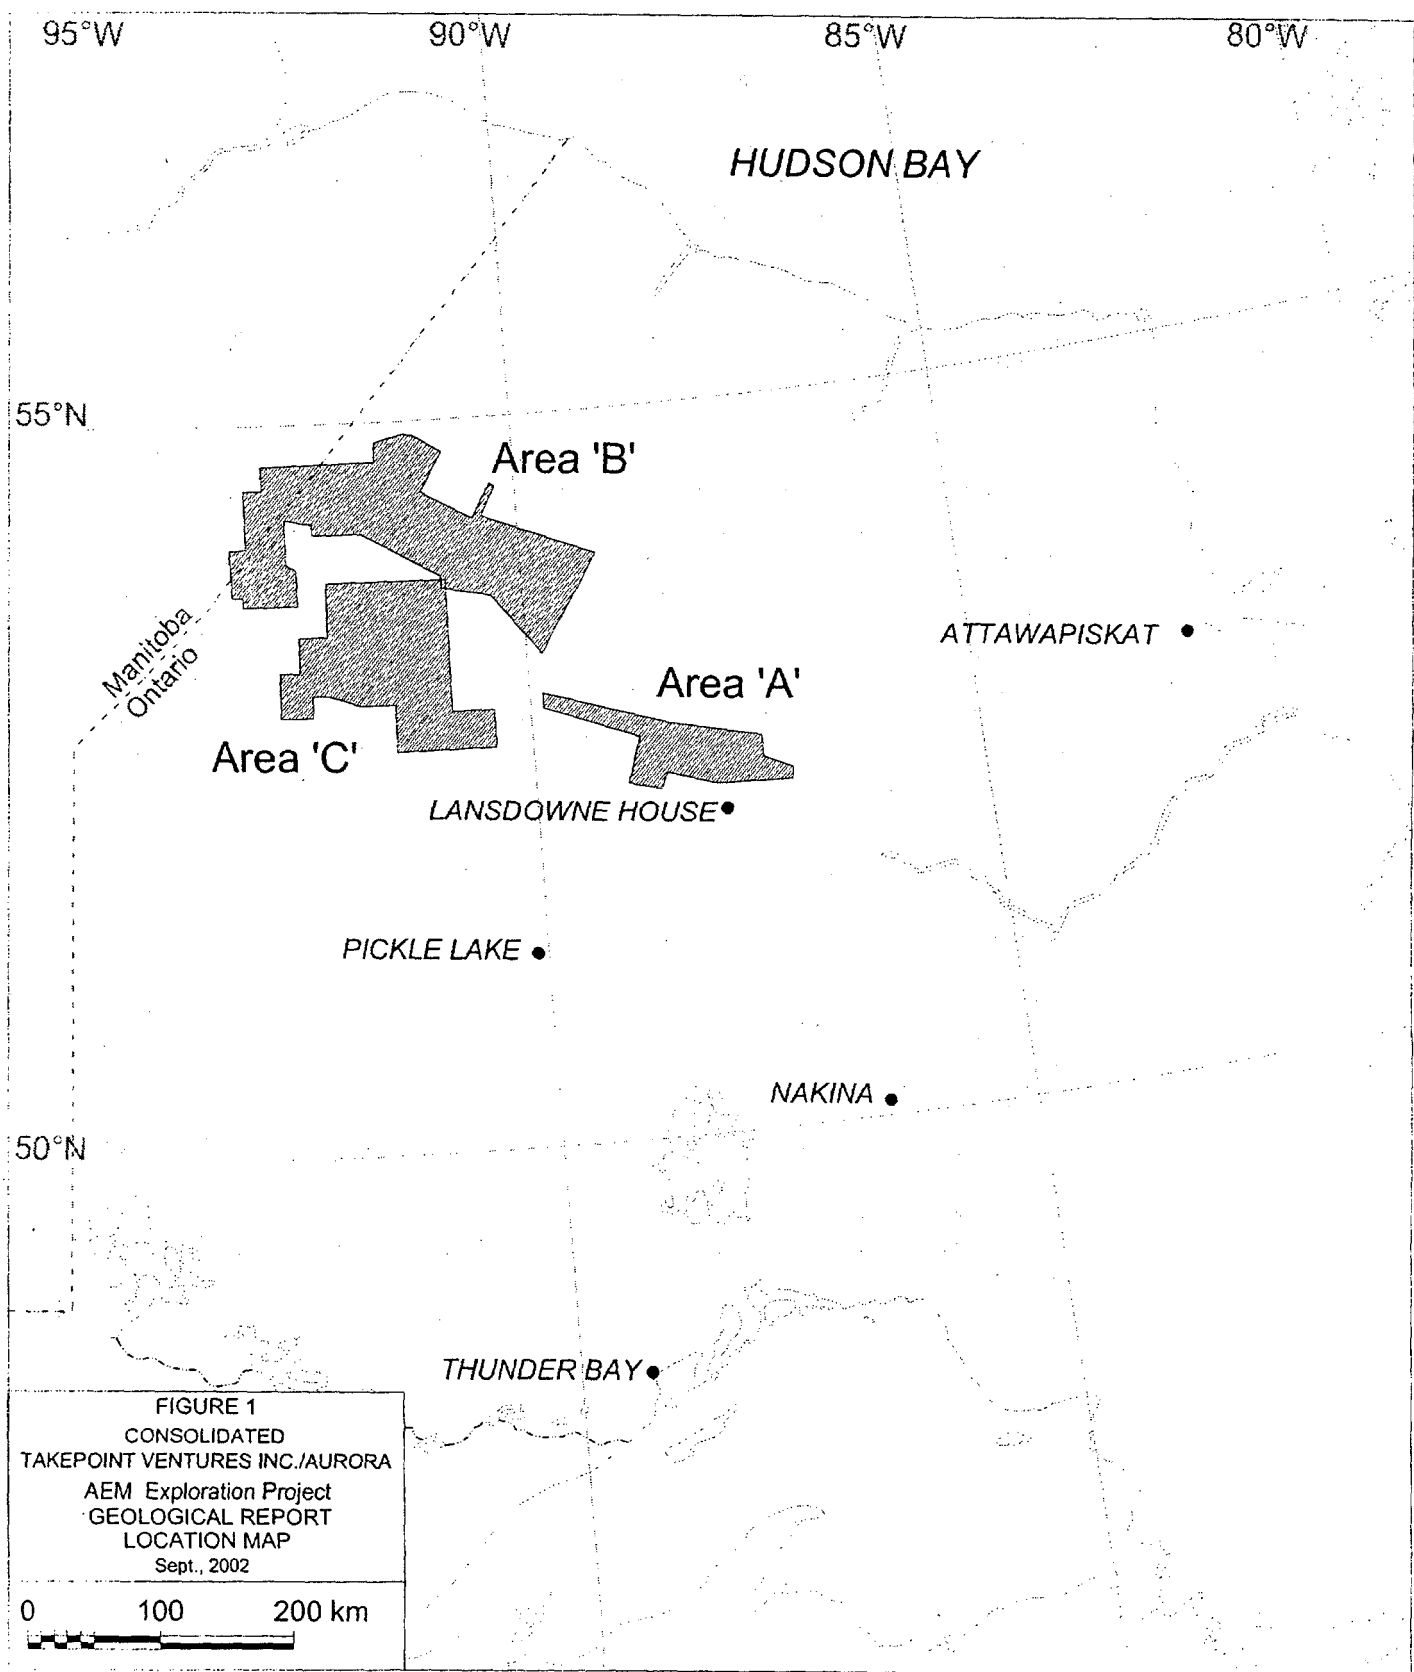 95°W
90°W
85°W
80°W
HUDSON BAY
55°N
Area 'B'
Manitoba
Ontario
ATTAWAPISKAT
Area 'A'
Area 'C'
LANSDOWNE HOUSE
PICKLE LAKE
NAKINA
50°N
THUNDER BAY
FIGURE 1
CONSOLIDATED
TAKEPOINT VENTURES INC./AURORA
AEM Exploration Project
GEOLOGICAL REPORT
LOCATION MAP
Sept., 2002
0 100 200 km